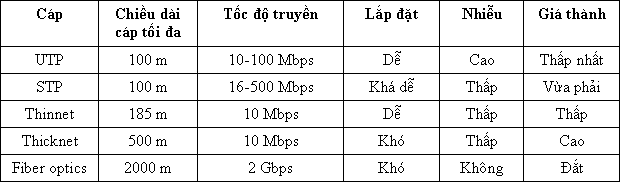 Cáp Chiều dài cáp tối đa Tốc độ truyền Lắp đặt Nhiễu Giá thành
UTP 100 m 10-100 Mbps Dễ Cao Thấp nhất
STP 100 m 16-500 Mbps Khá dễ Thấp Vừa phải
Thinnet 185 m 10 Mbps Dễ Thấp Thấp
Thicknet 500 m 10 Mbps Khó Thấp Cao
Fiber optics 2000 m 2 Gbps Khó Không Đắt